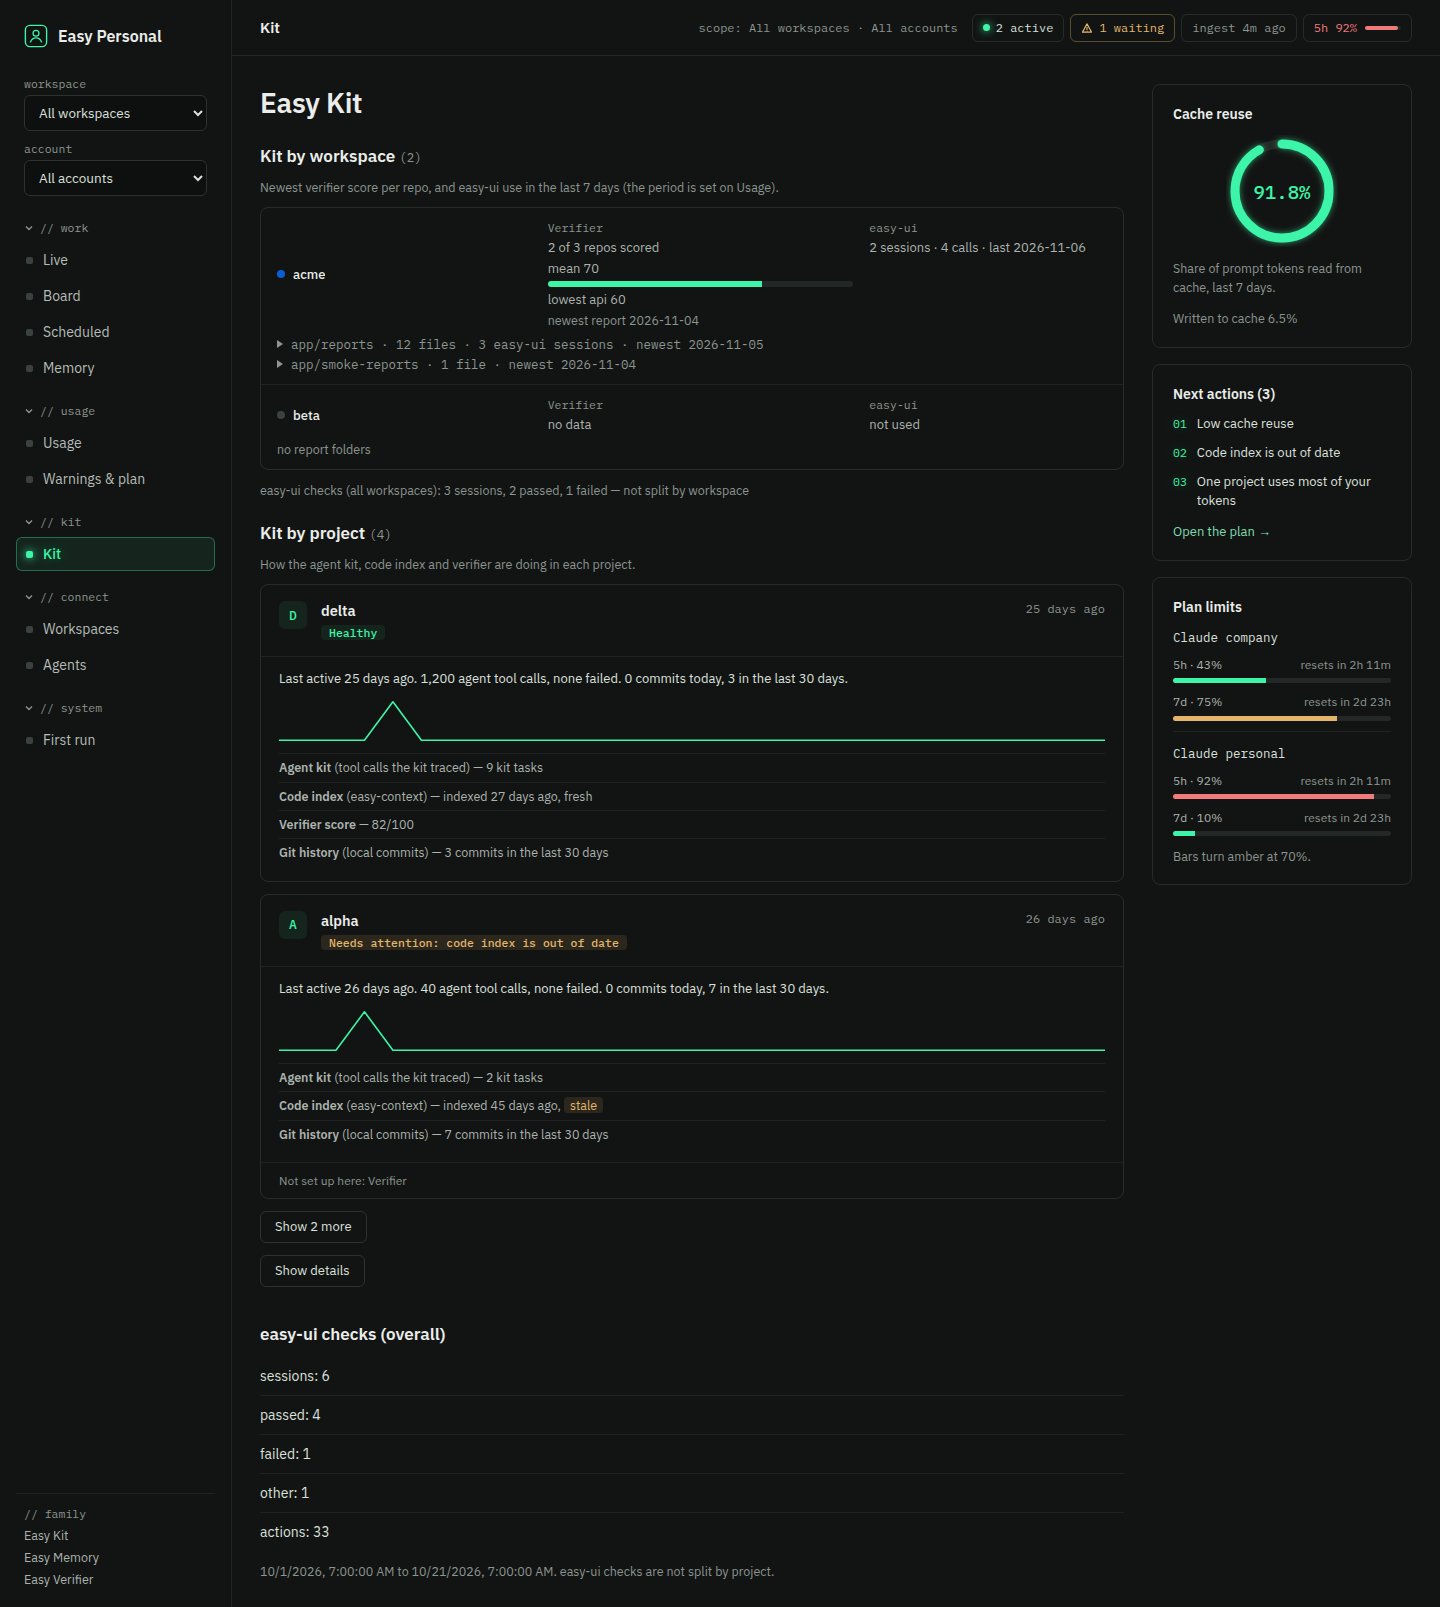 Easy Personal
workspace
All workspaces
account
All accounts
// work
Live
Board
Scheduled
Memory
// usage
Usage
Warnings & plan
// kit
Kit
// connect
Workspaces
Agents
// system
First run
// family
Easy Kit
Easy Memory
Easy Verifier
Kit
scope: All workspaces · All accounts
2 active
1 waiting
ingest 4m ago
5h 92%
Easy Kit
Kit by workspace (2)
Newest verifier score per repo, and easy-ui use in the last 7 days (the period is set on Usage).
acme
Verifier
2 of 3 repos scored
mean 70
lowest api 60
newest report 2026-11-04
easy-ui
2 sessions · 4 calls · last 2026-11-06
app/reports · 12 files · 3 easy-ui sessions · newest 2026-11-05
app/smoke-reports · 1 file · newest 2026-11-04
beta
Verifier
no data
easy-ui
not used
no report folders
easy-ui checks (all workspaces): 3 sessions, 2 passed, 1 failed — not split by workspace
Kit by project (4)
How the agent kit, code index and verifier are doing in each project.
D
delta
Healthy
25 days ago
Last active 25 days ago. 1,200 agent tool calls, none failed. 0 commits today, 3 in the last 30 days.
Agent kit (tool calls the kit traced) — 9 kit tasks
Code index (easy-context) — indexed 27 days ago, fresh
Verifier score — 82/100
Git history (local commits) — 3 commits in the last 30 days
A
alpha
Needs attention: code index is out of date
26 days ago
Last active 26 days ago. 40 agent tool calls, none failed. 0 commits today, 7 in the last 30 days.
Agent kit (tool calls the kit traced) — 2 kit tasks
Code index (easy-context) — indexed 45 days ago, stale
Git history (local commits) — 7 commits in the last 30 days
Not set up here: Verifier
Show 2 more
Show details
easy-ui checks (overall)
sessions: 6
passed: 4
failed: 1
other: 1
actions: 33
10/1/2026, 7:00:00 AM to 10/21/2026, 7:00:00 AM. easy-ui checks are not split by project.
Cache reuse
91.8%
Share of prompt tokens read from
cache, last 7 days.
Written to cache 6.5%
Next actions (3)
01 Low cache reuse
02 Code index is out of date
03 One project uses most of your
tokens
Open the plan →
Plan limits
Claude company
5h · 43% resets in 2h 11m
7d · 75% resets in 2d 23h
Claude personal
5h · 92% resets in 2h 11m
7d · 10% resets in 2d 23h
Bars turn amber at 70%.